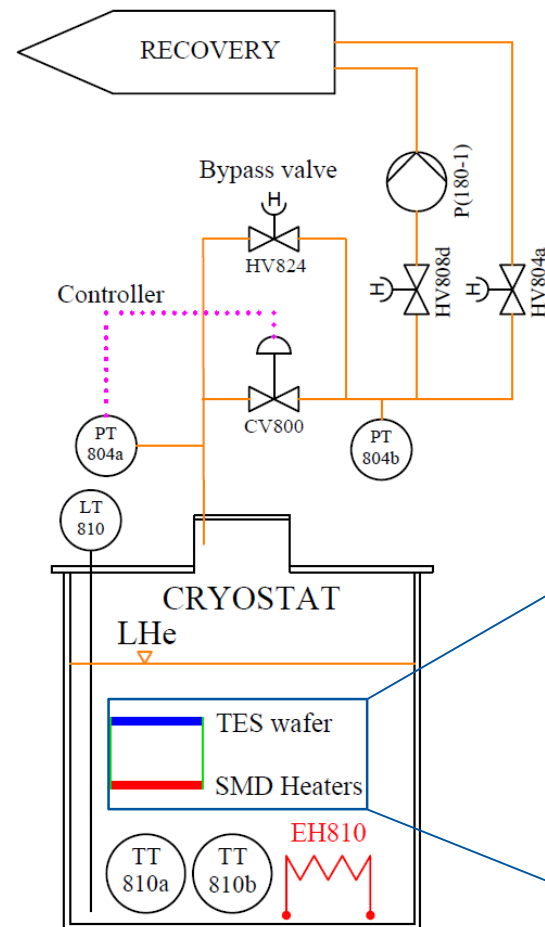 RECOVERY
Bypass valve
H
HV824
P(180-1)
H
HV808d
H
HV804a
Controller
CV800
PT
804a
PT
804b
LT
810
CRYOSTAT
LHe
TES wafer
SMD Heaters
EH810
TT
810a
TT
810b